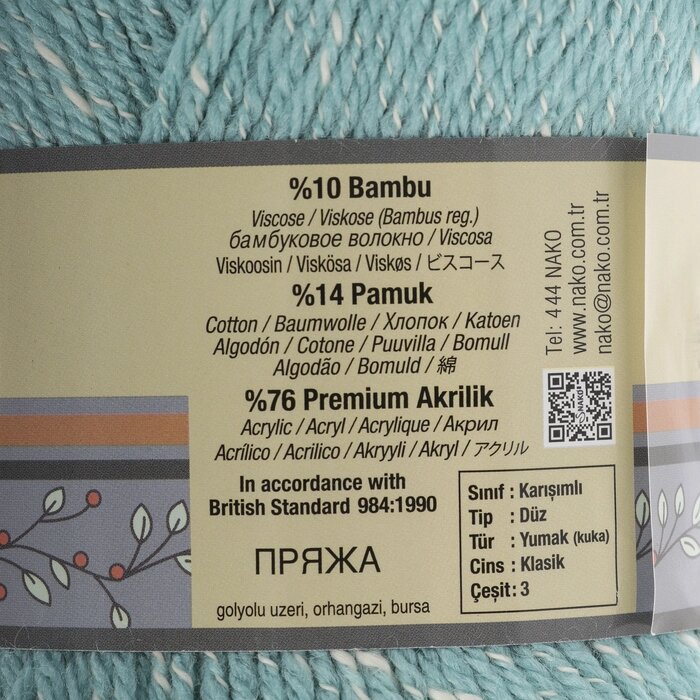 %10 Bambu
Viscose / Viskose (Bambus reg.)
бамбуковое волокно / Viscosa
Viskoosin / Viskösa / Viskøs / ビスコース
%14 Pamuk
Cotton / Baumwolle / Хлопок / Katoen
Algodón / Cotone / Puuvilla / Bomull
Algodão / Bomuld / 綿
%76 Premium Akrilik
Acrylic / Acryl / Acrylique / Акрил
Acrílico / Acrilico / Akryyli / Akryl / アクリル
In accordance with
British Standard 984:1990
ПРЯЖА
golyolu uzeri, orhangazi, bursa
Tel: 444 NAKO
www.nako.com.tr
nako@nako.com.tr
NAKO
Sınıf : Karışımlı
Tip : Düz
Tür : Yumak (kuka)
Cins : Klasik
Çeşit: 3